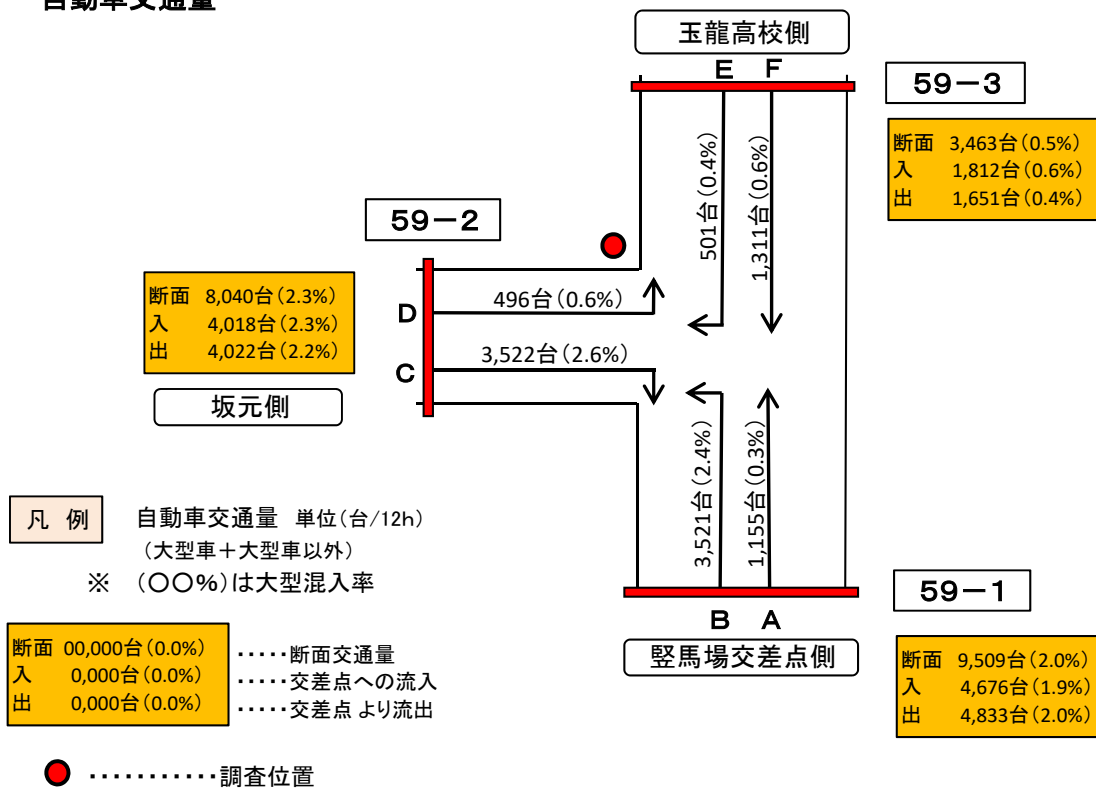 自動車交通量
玉龍高校側
E F
59－3
断面 3,463台(0.5%)
入 1,812台(0.6%)
出 1,651台(0.4%)
501台(0.4%)
1,311台(0.6%)
59－2
断面 8,040台(2.3%)
入 4,018台(2.3%)
出 4,022台(2.2%)
D
496台(0.6%)
C
3,522台(2.6%)
坂元側
3,521台(2.4%)
1,155台(0.3%)
凡 例
自動車交通量 単位(台/12h)
(大型車＋大型車以外)
※ (〇〇%)は大型混入率
59－1
B A
竪馬場交差点側
断面 9,509台(2.0%)
入 4,676台(1.9%)
出 4,833台(2.0%)
断面 00,000台(0.0%) ・・・・・断面交通量
入 0,000台(0.0%) ・・・・・交差点への流入
出 0,000台(0.0%) ・・・・・交差点 より流出
・・・・・・・・・・・調査位置